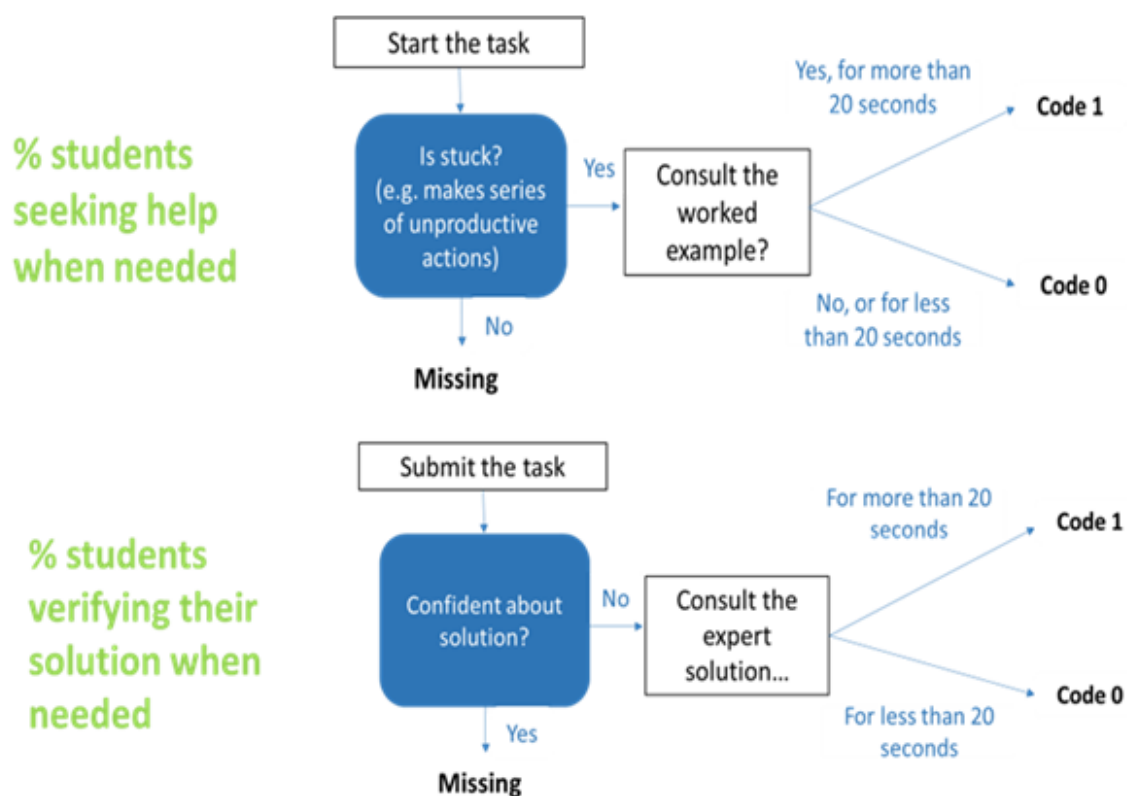 Start the task
Yes, for more than
20 seconds
Code 1
% students
seeking help
when needed
Is stuck?
(e.g. makes series
of unproductive
actions)
Yes
Consult the
worked
example?
Code 0
No, or for less
than 20 seconds
No
Missing
Submit the task
For more than 20
seconds
Code 1
% students
verifying their
solution when
needed
Confident about
solution?
No
Consult the
expert
solution...
Code 0
For less than 20
seconds
Yes
Missing